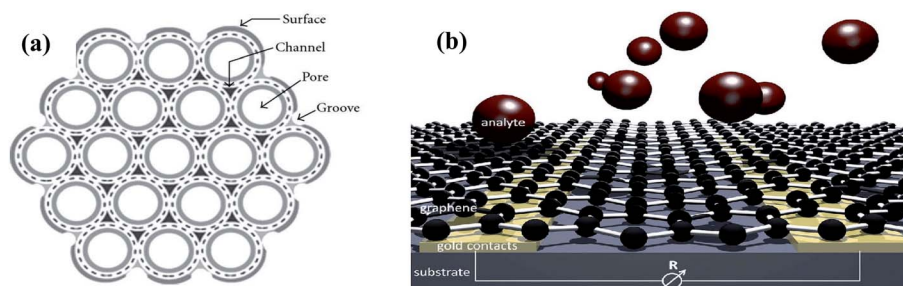 (a)
Surface
Channel
Pore
Groove
(b)
analyte
graphene
gold contacts
substrate
R